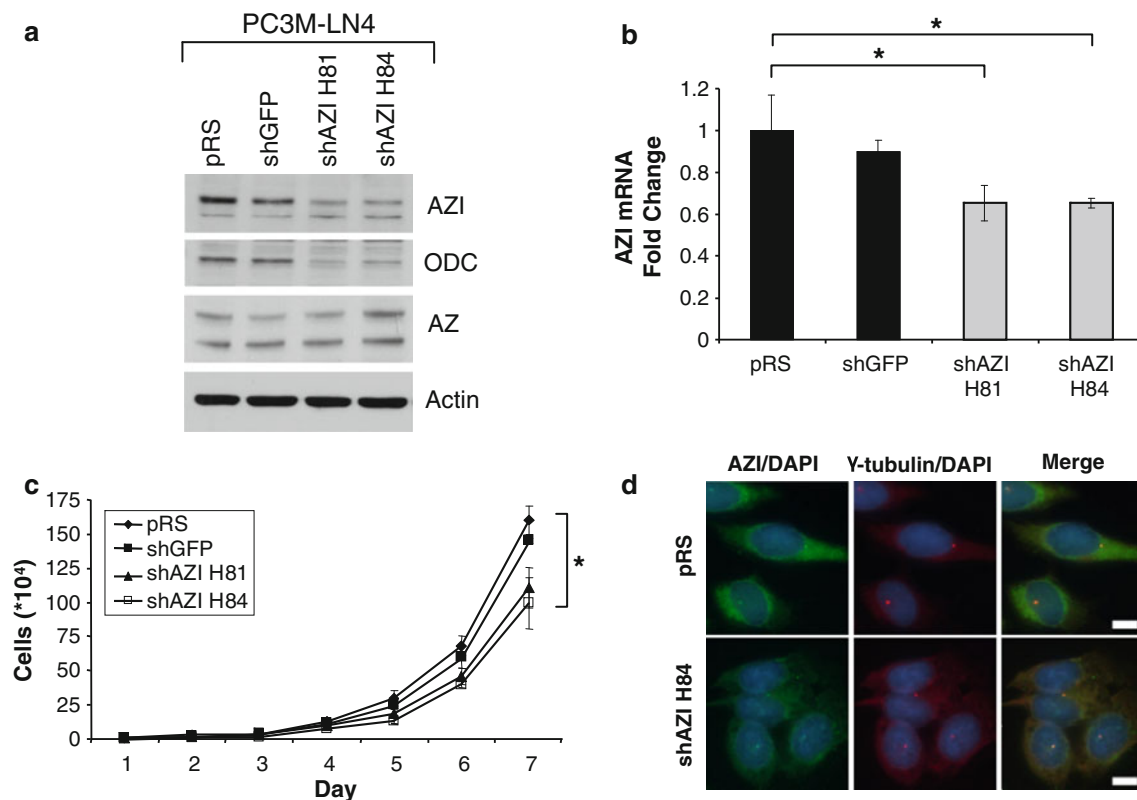 a
PC3M-LN4
pRS
shGFP
shAZI H81
shAZI H84
AZI
ODC
AZ
Actin
b
*
*
AZI mRNA
Fold Change
1.2
1
0.8
0.6
0.4
0.2
0
pRS
shGFP
shAZI
H81
shAZI
H84
c
Cells (*10⁴)
175
150
125
100
75
50
25
0
pRS
shGFP
shAZI H81
shAZI H84
*
1 2 3 4 5 6 7
Day
d
AZI/DAPI
γ-tubulin/DAPI
Merge
pRS
shAZI H84